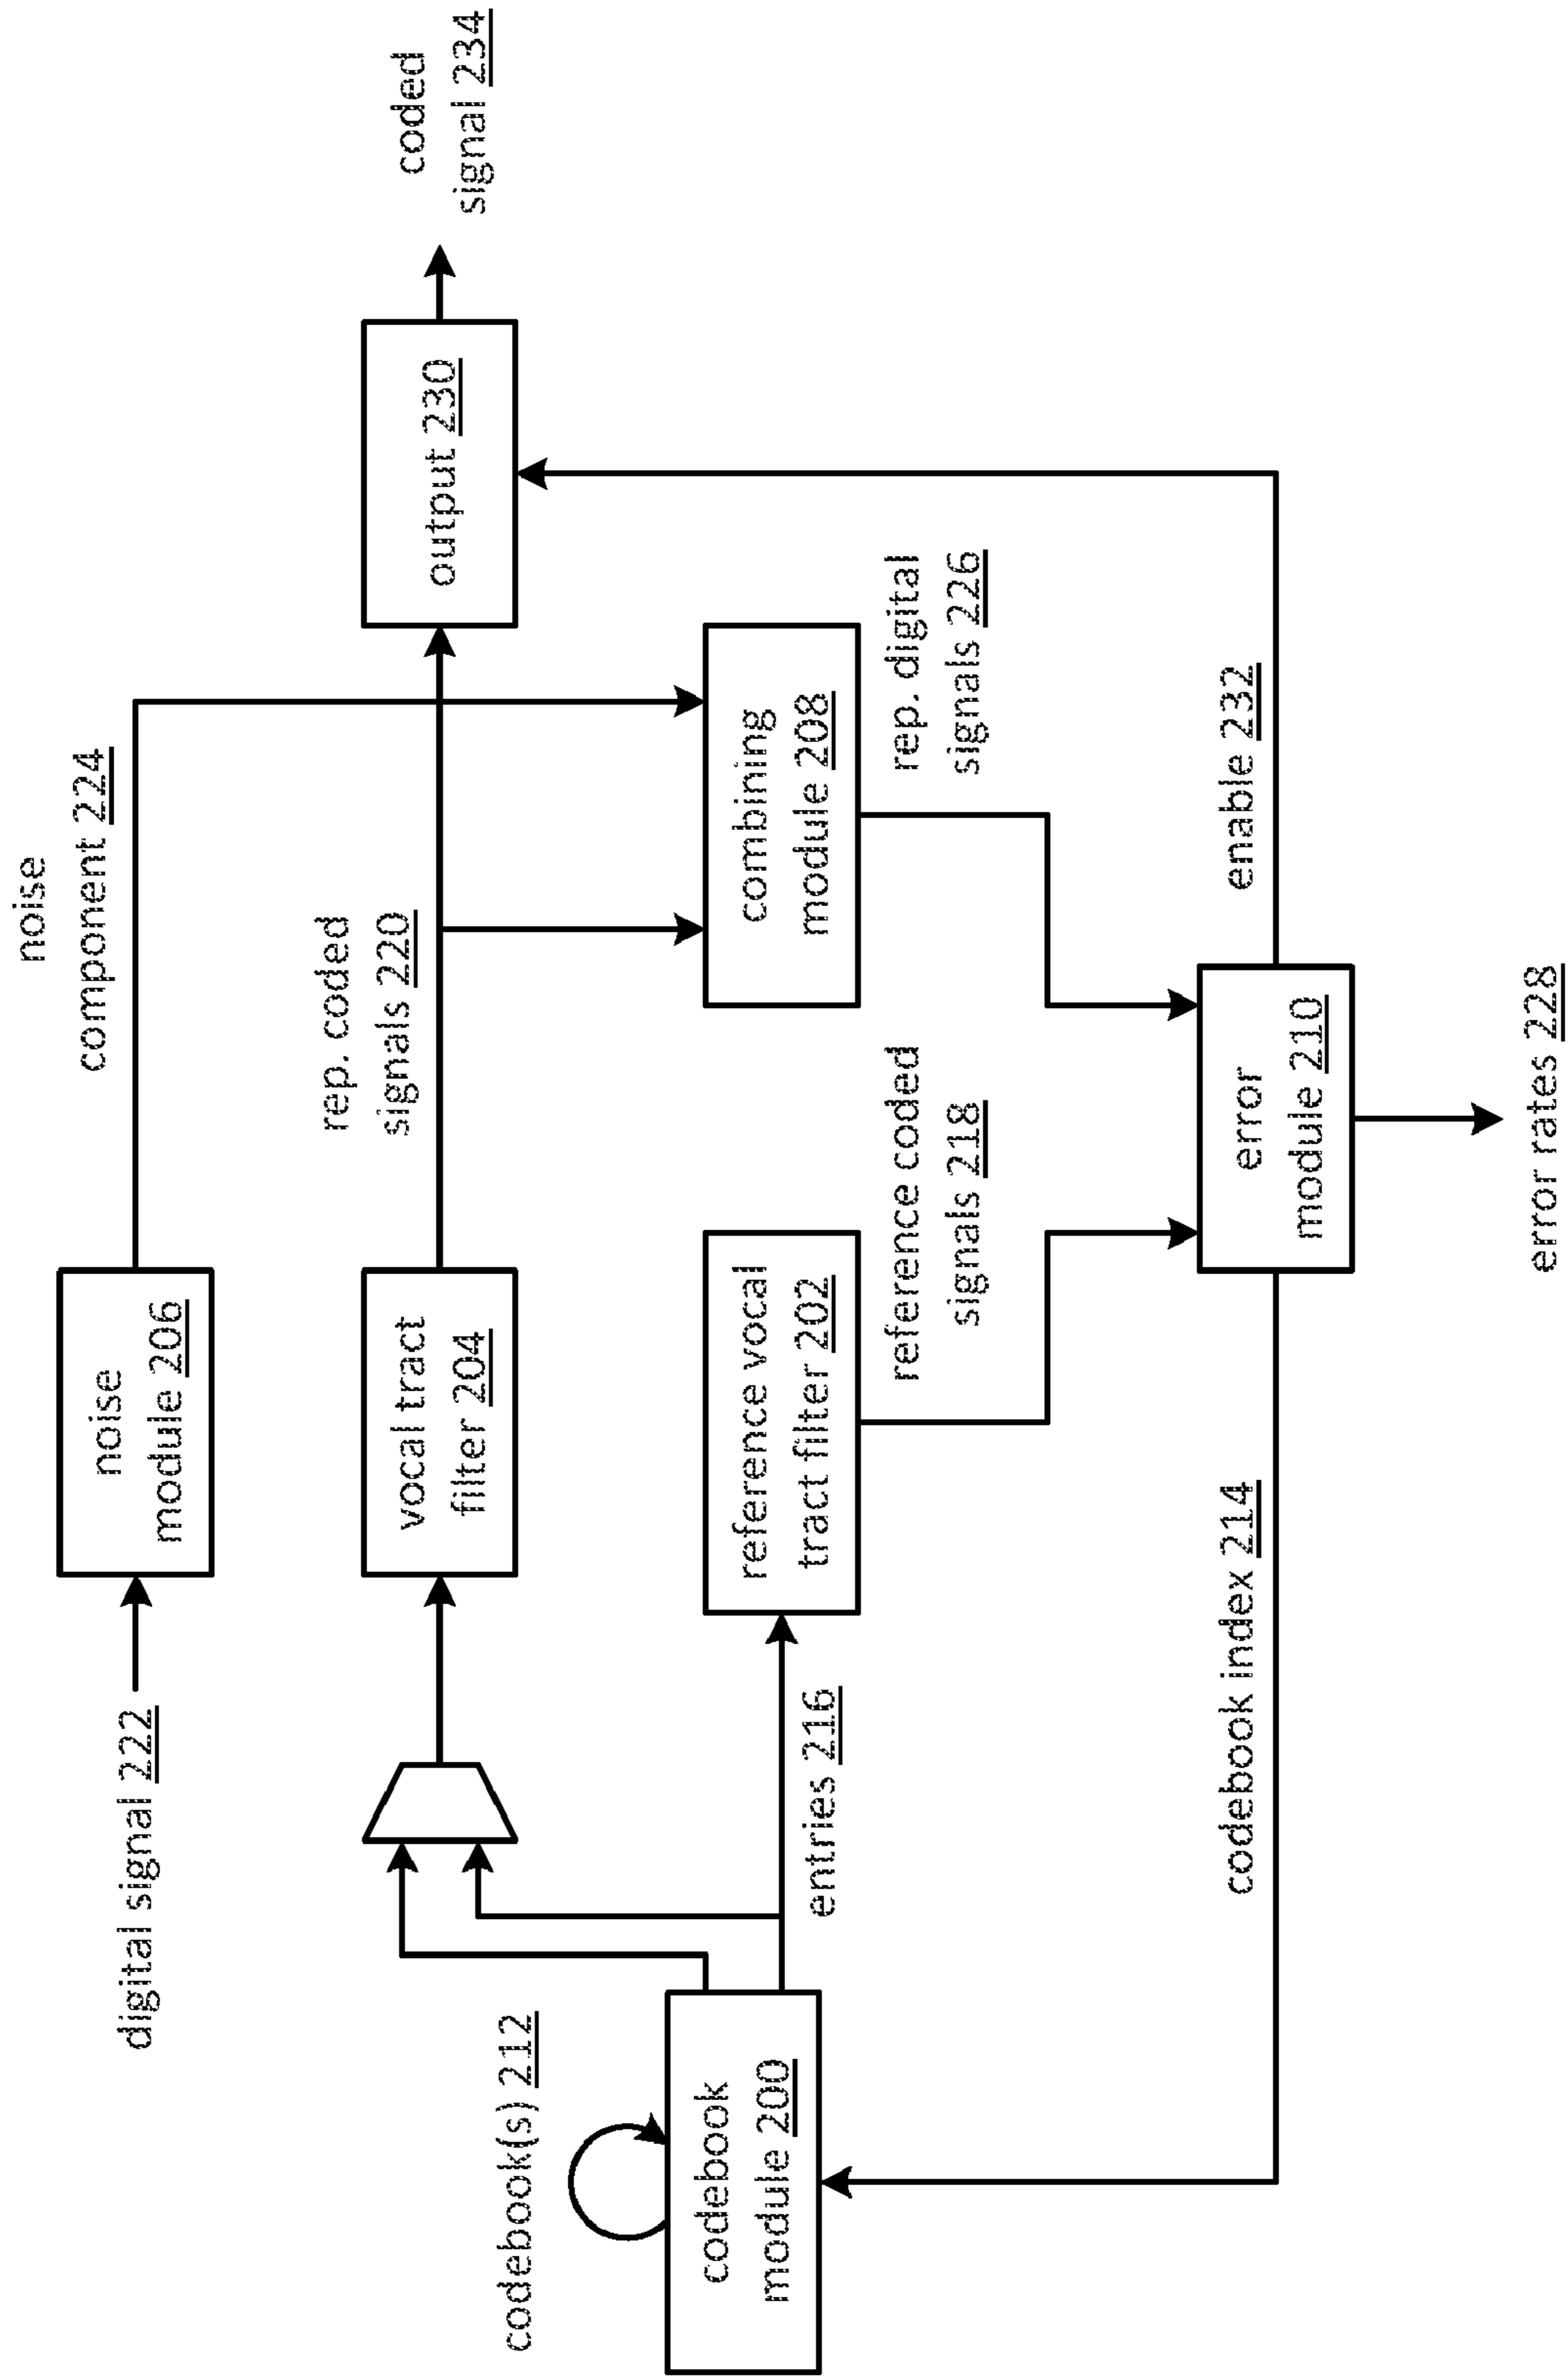 noise
component 224
digital signal 222
noise
module 206
rep. coded
signals 220
coded
signal 234
vocal tract
filter 204
output 230
codebook(s) 212
codebook
module 200
entries 216
reference vocal
tract filter 202
combining
module 208
reference coded
signals 218
rep. digital
signals 226
codebook index 214
error
module 210
enable 232
error rates 228